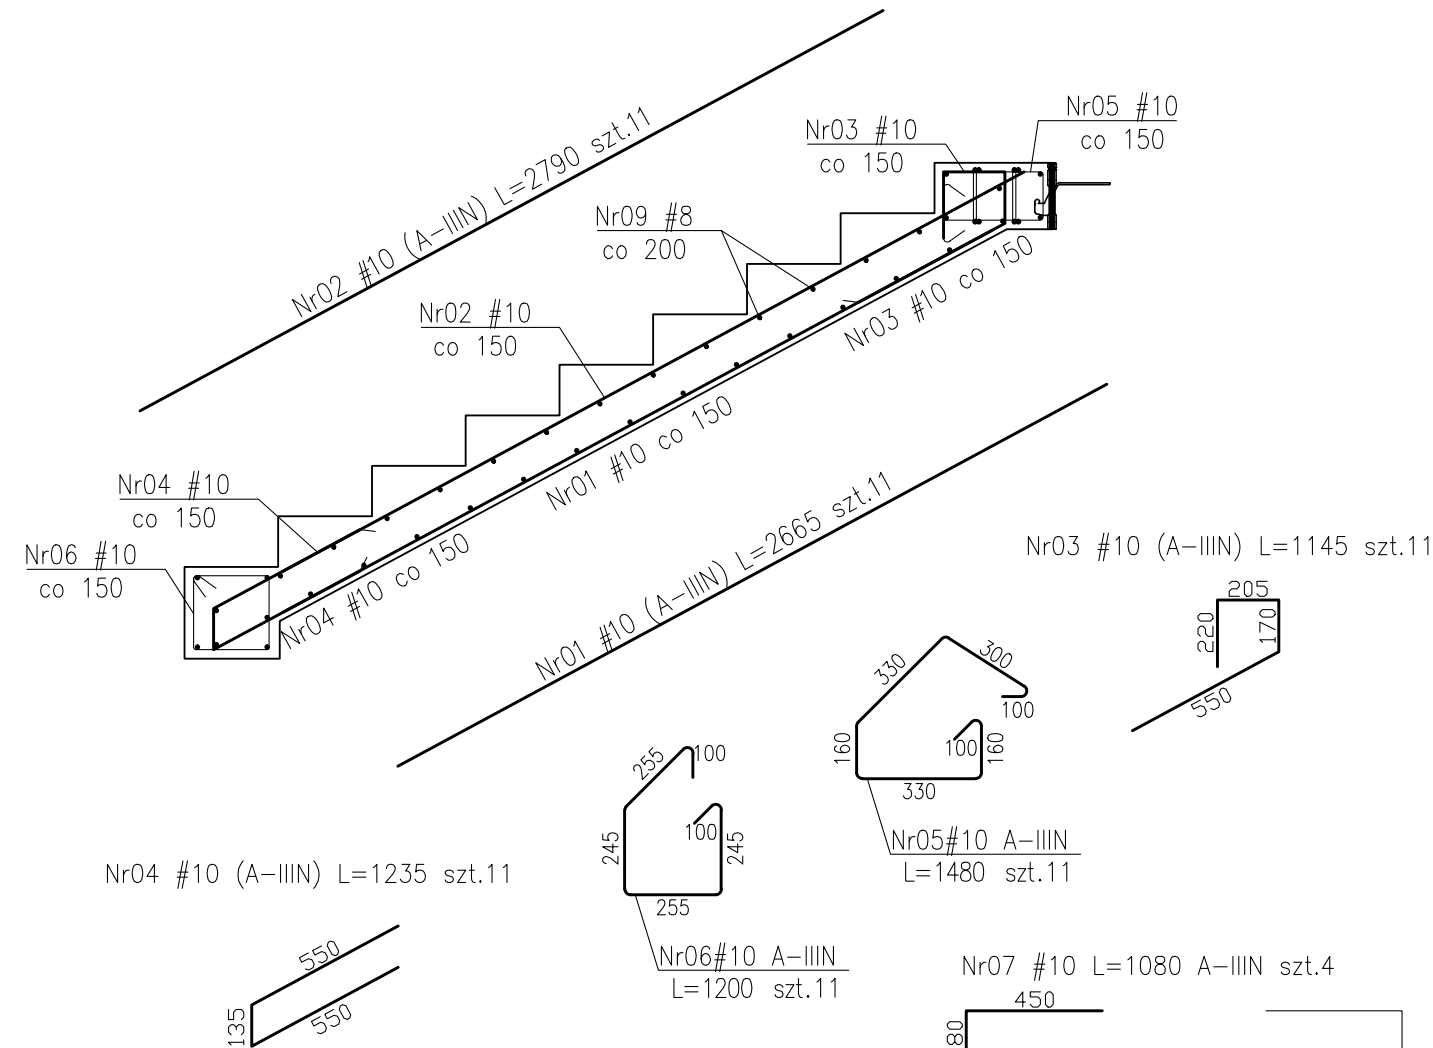 Nr02 #10 (A-IIIN) L=2790 szt.11
Nr05 #10
co 150
Nr03 #10
co 150
Nr09 #8
co 200
Nr03 #10 co 150
Nr02 #10
co 150
Nr01 #10 co 150
Nr04 #10
co 150
Nr06 #10
co 150
Nr04 #10 co 150
Nr01 #10 (A-IIIN) L=2665 szt.11
Nr03 #10 (A-IIIN) L=1145 szt.11
205
220
170
550
330
300
100
160
100
160
330
Nr05#10 A-IIIN
L=1480 szt.11
255
100
245
100
245
255
Nr06#10 A-IIIN
L=1200 szt.11
Nr04 #10 (A-IIIN) L=1235 szt.11
550
135
550
Nr07 #10 L=1080 A-IIIN szt.4
450